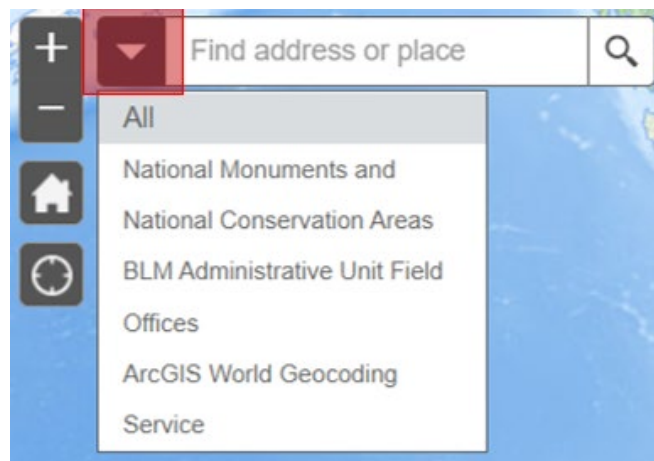 Find address or place
All
National Monuments and
National Conservation Areas
BLM Administrative Unit Field
Offices
ArcGIS World Geocoding
Service